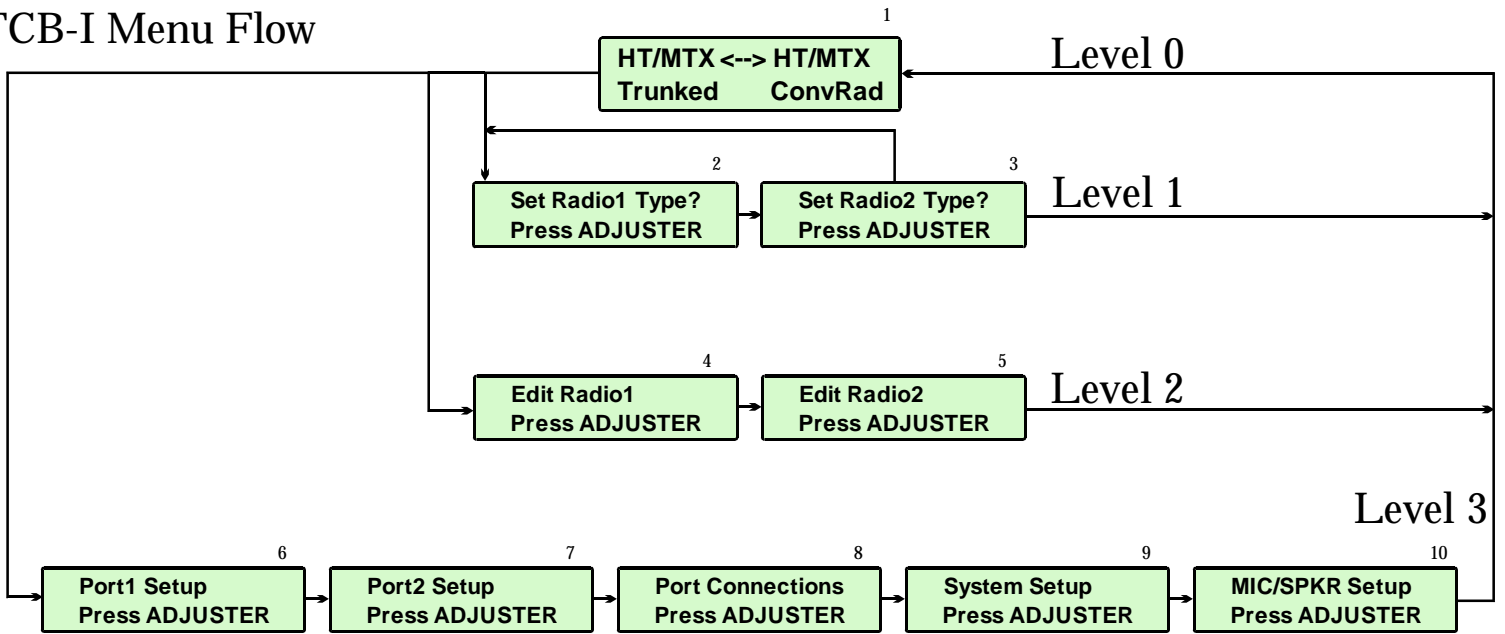 TCB-I Menu Flow
1
HT/MTX <--> HT/MTX
Trunked ConvRad
Level 0
2
Set Radio1 Type?
Press ADJUSTER
3
Set Radio2 Type?
Press ADJUSTER
Level 1
4
Edit Radio1
Press ADJUSTER
5
Edit Radio2
Press ADJUSTER
Level 2
Level 3
6
Port1 Setup
Press ADJUSTER
7
Port2 Setup
Press ADJUSTER
8
Port Connections
Press ADJUSTER
9
System Setup
Press ADJUSTER
10
MIC/SPKR Setup
Press ADJUSTER